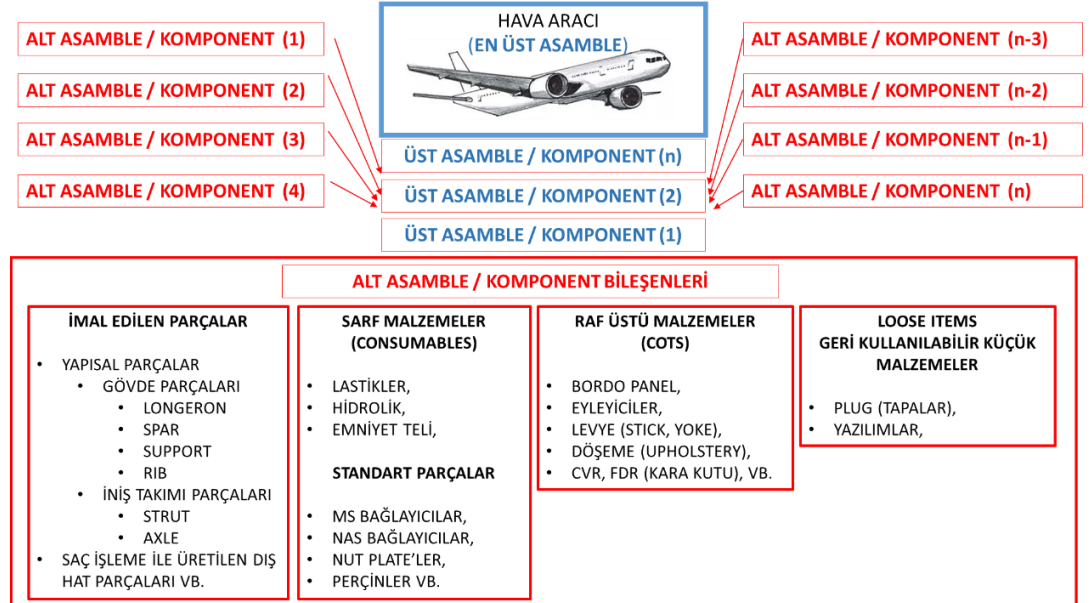 HAVA ARACI
(EN ÜST ASAMBLE)
ALT ASAMBLE / KOMPONENT (1)
ALT ASAMBLE / KOMPONENT (2)
ALT ASAMBLE / KOMPONENT (3)
ALT ASAMBLE / KOMPONENT (4)
ALT ASAMBLE / KOMPONENT (n-3)
ALT ASAMBLE / KOMPONENT (n-2)
ALT ASAMBLE / KOMPONENT (n-1)
ALT ASAMBLE / KOMPONENT (n)
ÜST ASAMBLE / KOMPONENT (n)
ÜST ASAMBLE / KOMPONENT (2)
ÜST ASAMBLE / KOMPONENT (1)
ALT ASAMBLE / KOMPONENT BİLEŞENLERİ
İMAL EDİLEN PARÇALAR
• YAPISAL PARÇALAR
• GÖVDE PARÇALARI
• LONGERON
• SPAR
• SUPPORT
• RIB
• İNİŞ TAKIMI PARÇALARI
• STRUT
• AXLE
• SAÇ İŞLEME İLE ÜRETİLEN DIŞ
HAT PARÇALARI VB.
SARF MALZEMELER
(CONSUMABLES)
• LASTİKLER,
• HİDROLİK,
• EMNİYET TELİ,
STANDART PARÇALAR
• MS BAĞLAYICILAR,
• NAS BAĞLAYICILAR,
• NUT PLATE'LER,
• PERÇİNLER VB.
RAF ÜSTÜ MALZEMELER
(COTS)
• BORDO PANEL,
• EYLEYİCİLER,
• LEVYE (STICK, YOKE),
• DÖŞEME (UPHOLSTERY),
• CVR, FDR (KARA KUTU), VB.
LOOSE ITEMS
GERİ KULLANILABİLİR KÜÇÜK
MALZEMELER
• PLUG (TAPALAR),
• YAZILIMLAR,